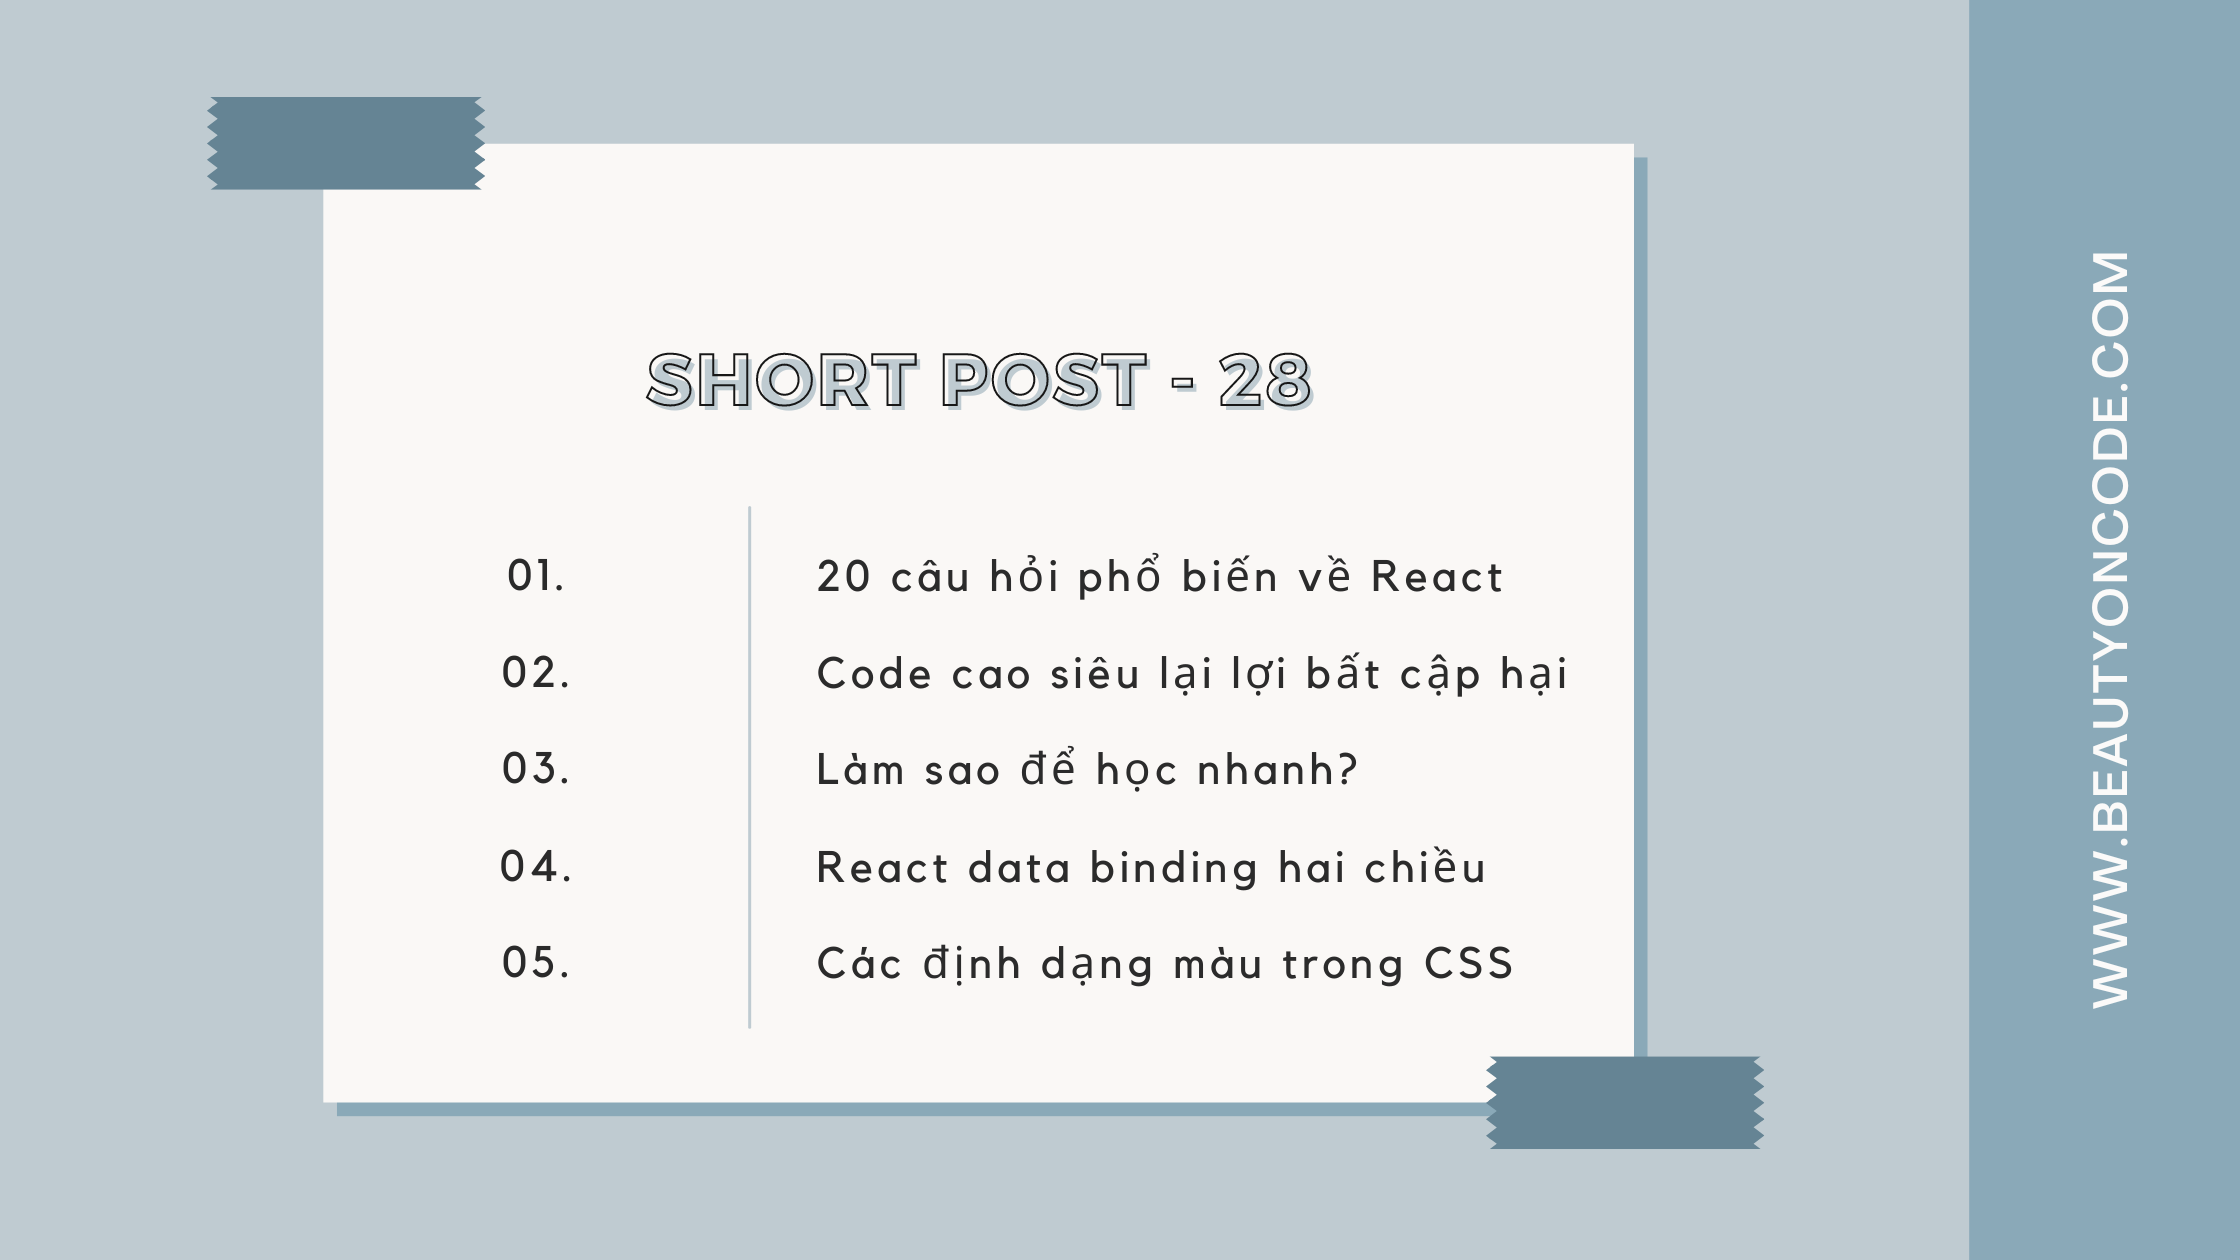 SHORT POST - 28
01. 20 câu hỏi phổ biến về React
02. Code cao siêu lại lợi bất cập hại
03. Làm sao để học nhanh?
04. React data binding hai chiều
05. Các định dạng màu trong CSS
WWW.BEAUTYONCODE.COM